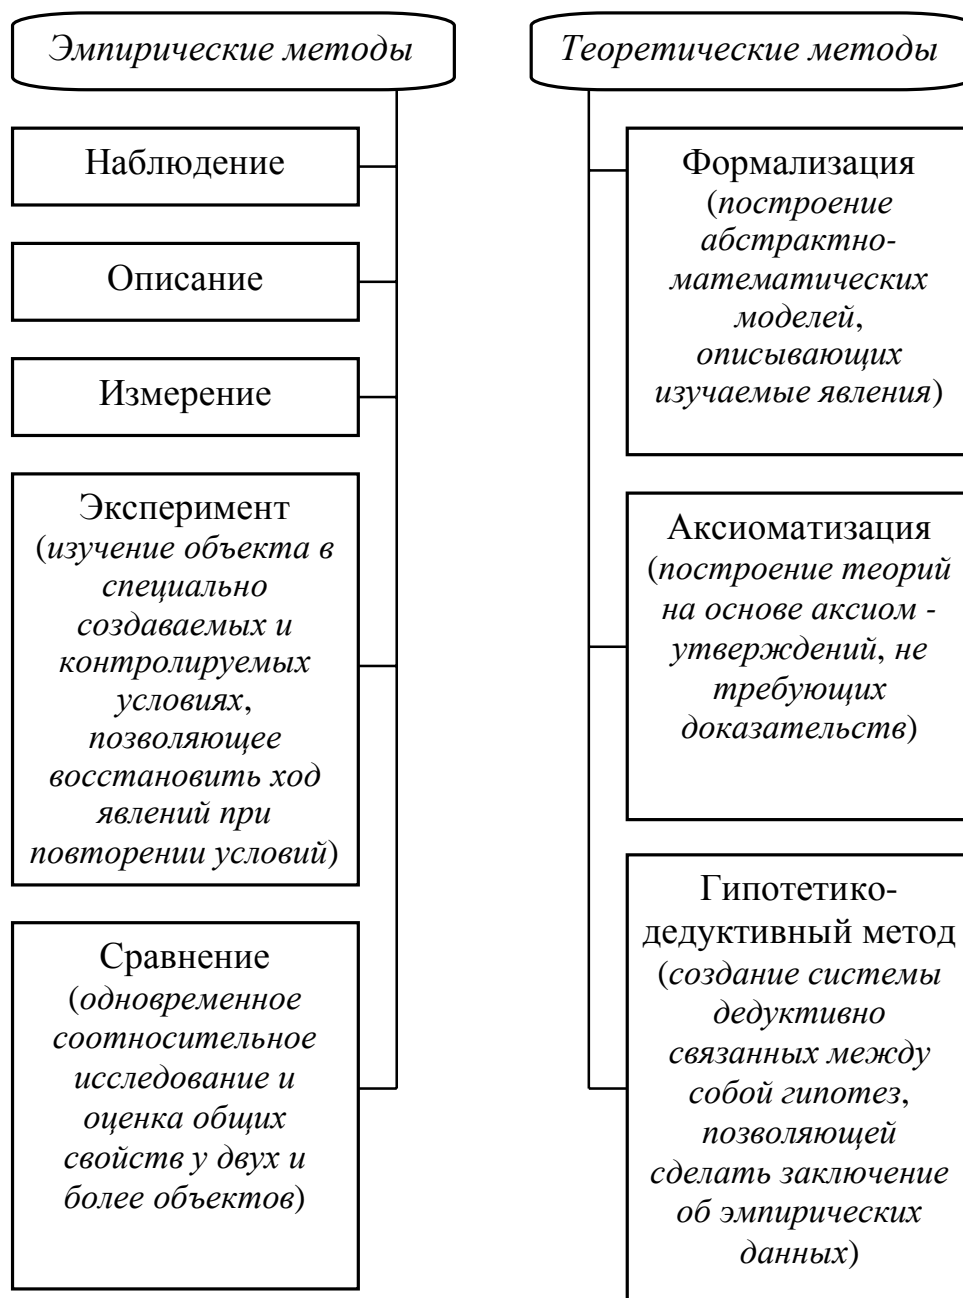 Эмпирические методы
Наблюдение
Описание
Измерение
Эксперимент
(изучение объекта в
специально
создаваемых и
контролируемых
условиях,
позволяющее
восстановить ход
явлений при
повторении условий)
Сравнение
(одновременное
соотносительное
исследование и
оценка общих
свойств у двух и
более объектов)
Теоретические методы
Формализация
(построение
абстрактно-
математических
моделей,
описывающих
изучаемые явления)
Аксиоматизация
(построение теорий
на основе аксиом -
утверждений, не
требующих
доказательств)
Гипотетико-
дедуктивный метод
(создание системы
дедуктивно
связанных между
собой гипотез,
позволяющей
сделать заключение
об эмпирических
данных)